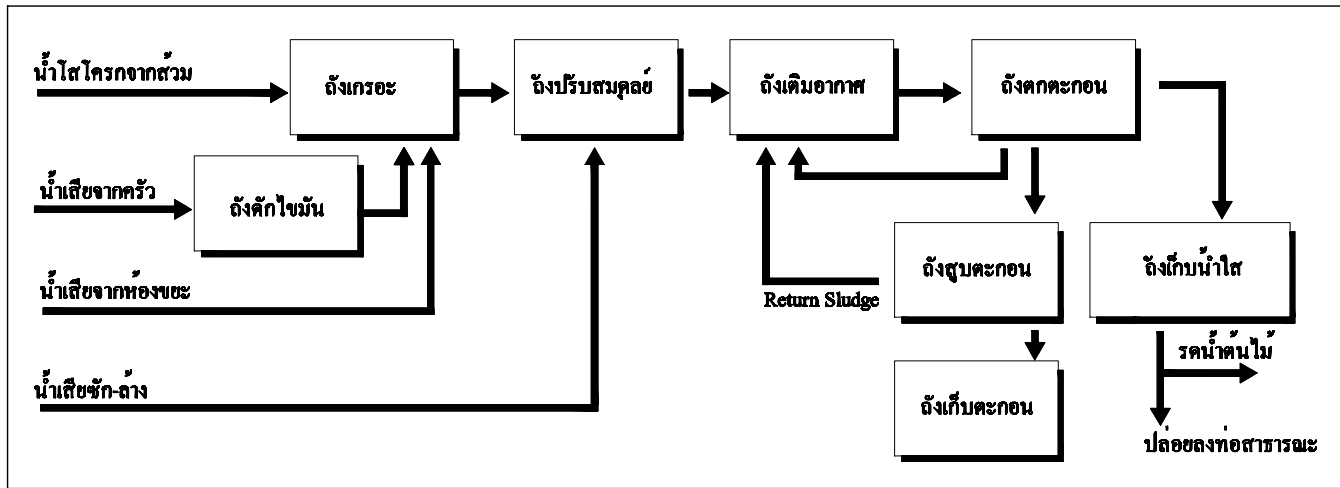 น้ำโสโครกจากส้วม
ถังเกรอะ
ถังปรับสมดุลย์
ถังเติมอากาศ
ถังตกตะกอน
น้ำเสียจากครัว
ถังดักไขมัน
น้ำเสียจากห้องขยะ
Return Sludge
ถังสูบตะกอน
ถังเก็บน้ำใส
รดน้ำต้นไม้
น้ำเสียซัก-ล้าง
ถังเก็บตะกอน
ปล่อยลงท่อสาธารณะ